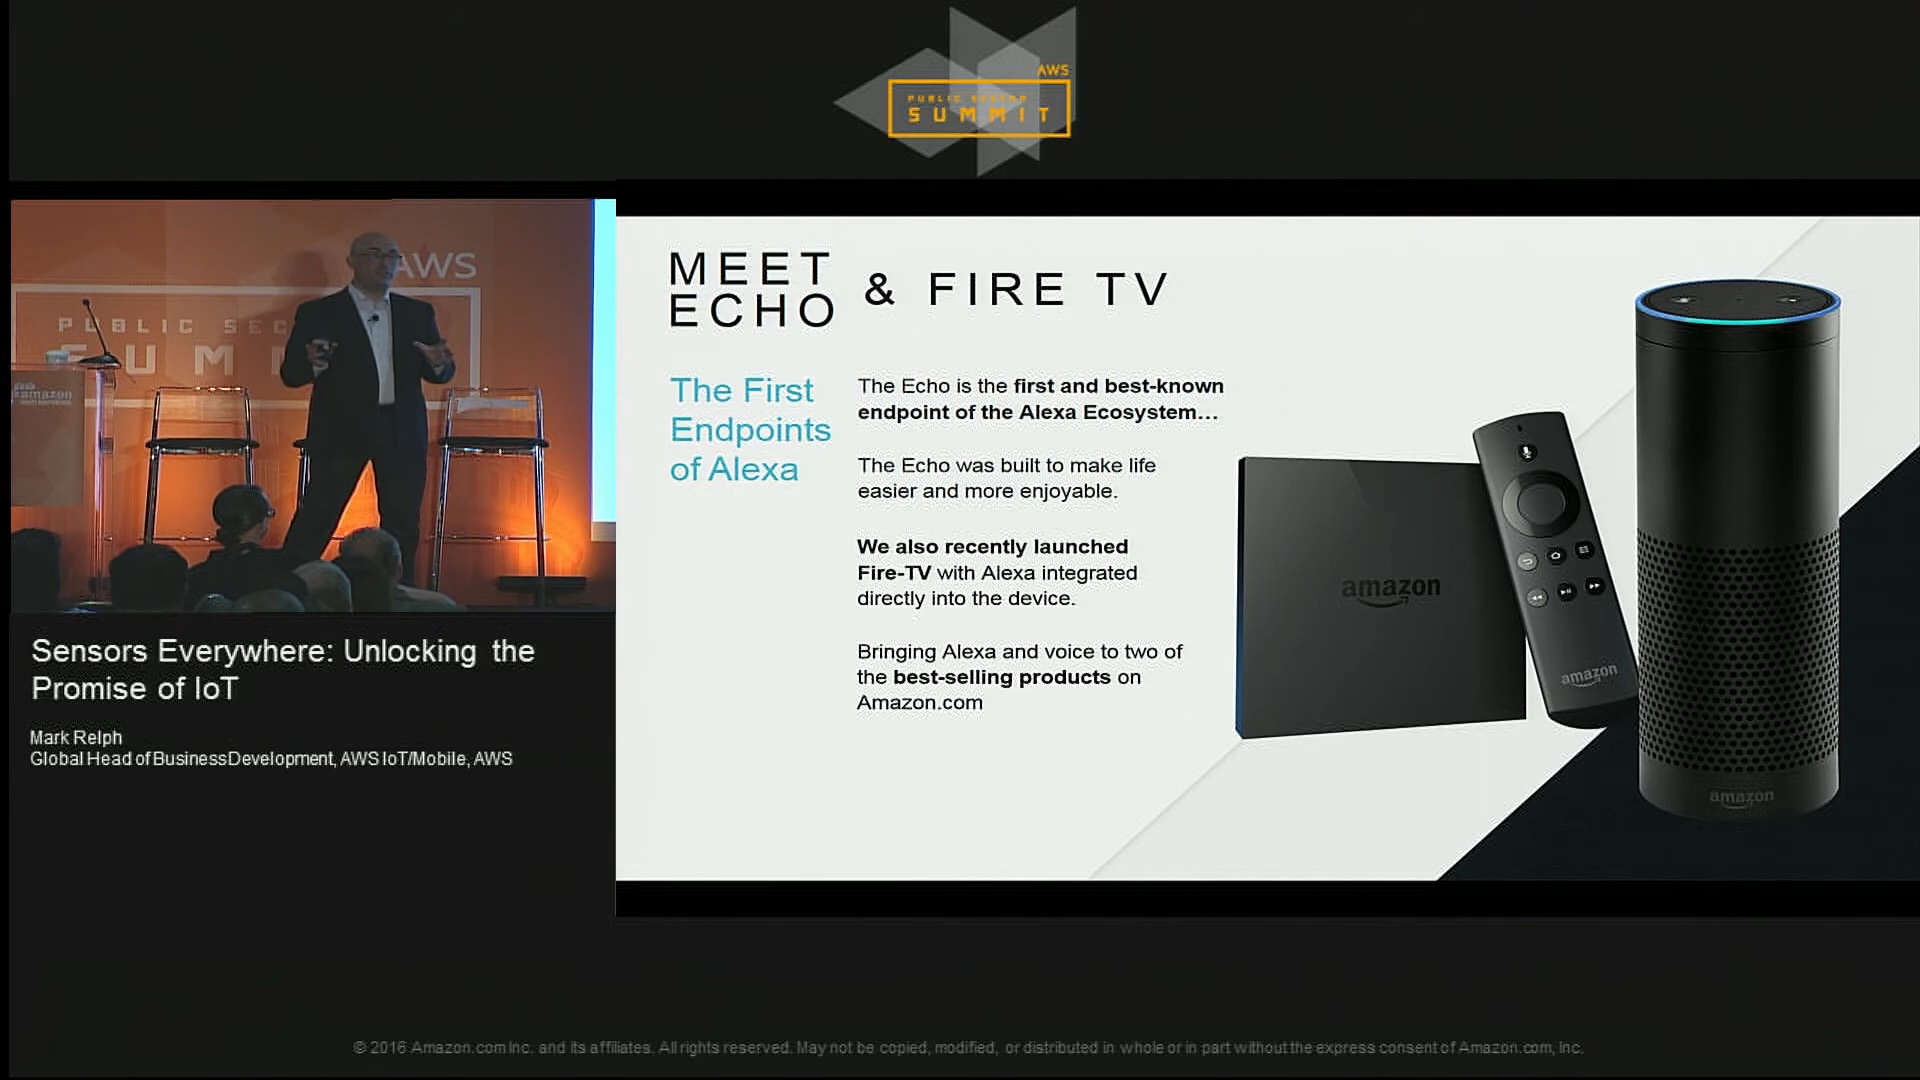 AWS
PUBLIC SECTOR
SUMMIT
AWS
PUBLIC SEC
SUM
amazon
MEET
ECHO
& FIRE TV
The First
Endpoints
of Alexa
The Echo is the first and best-known
endpoint of the Alexa Ecosystem...
The Echo was built to make life
easier and more enjoyable.
We also recently launched
Fire-TV with Alexa integrated
directly into the device.
Bringing Alexa and voice to two of
the best-selling products on
Amazon.com
amazon
amazon
amazon
Sensors Everywhere: Unlocking the
Promise of IoT
Mark Relph
Global Head of Business Development, AWS IoT/Mobile, AWS
© 2016 Amazon.com Inc. and its affiliates. All rights reserved. May not be copied, modified, or distributed in whole or in part without the express consent of Amazon.com, Inc.